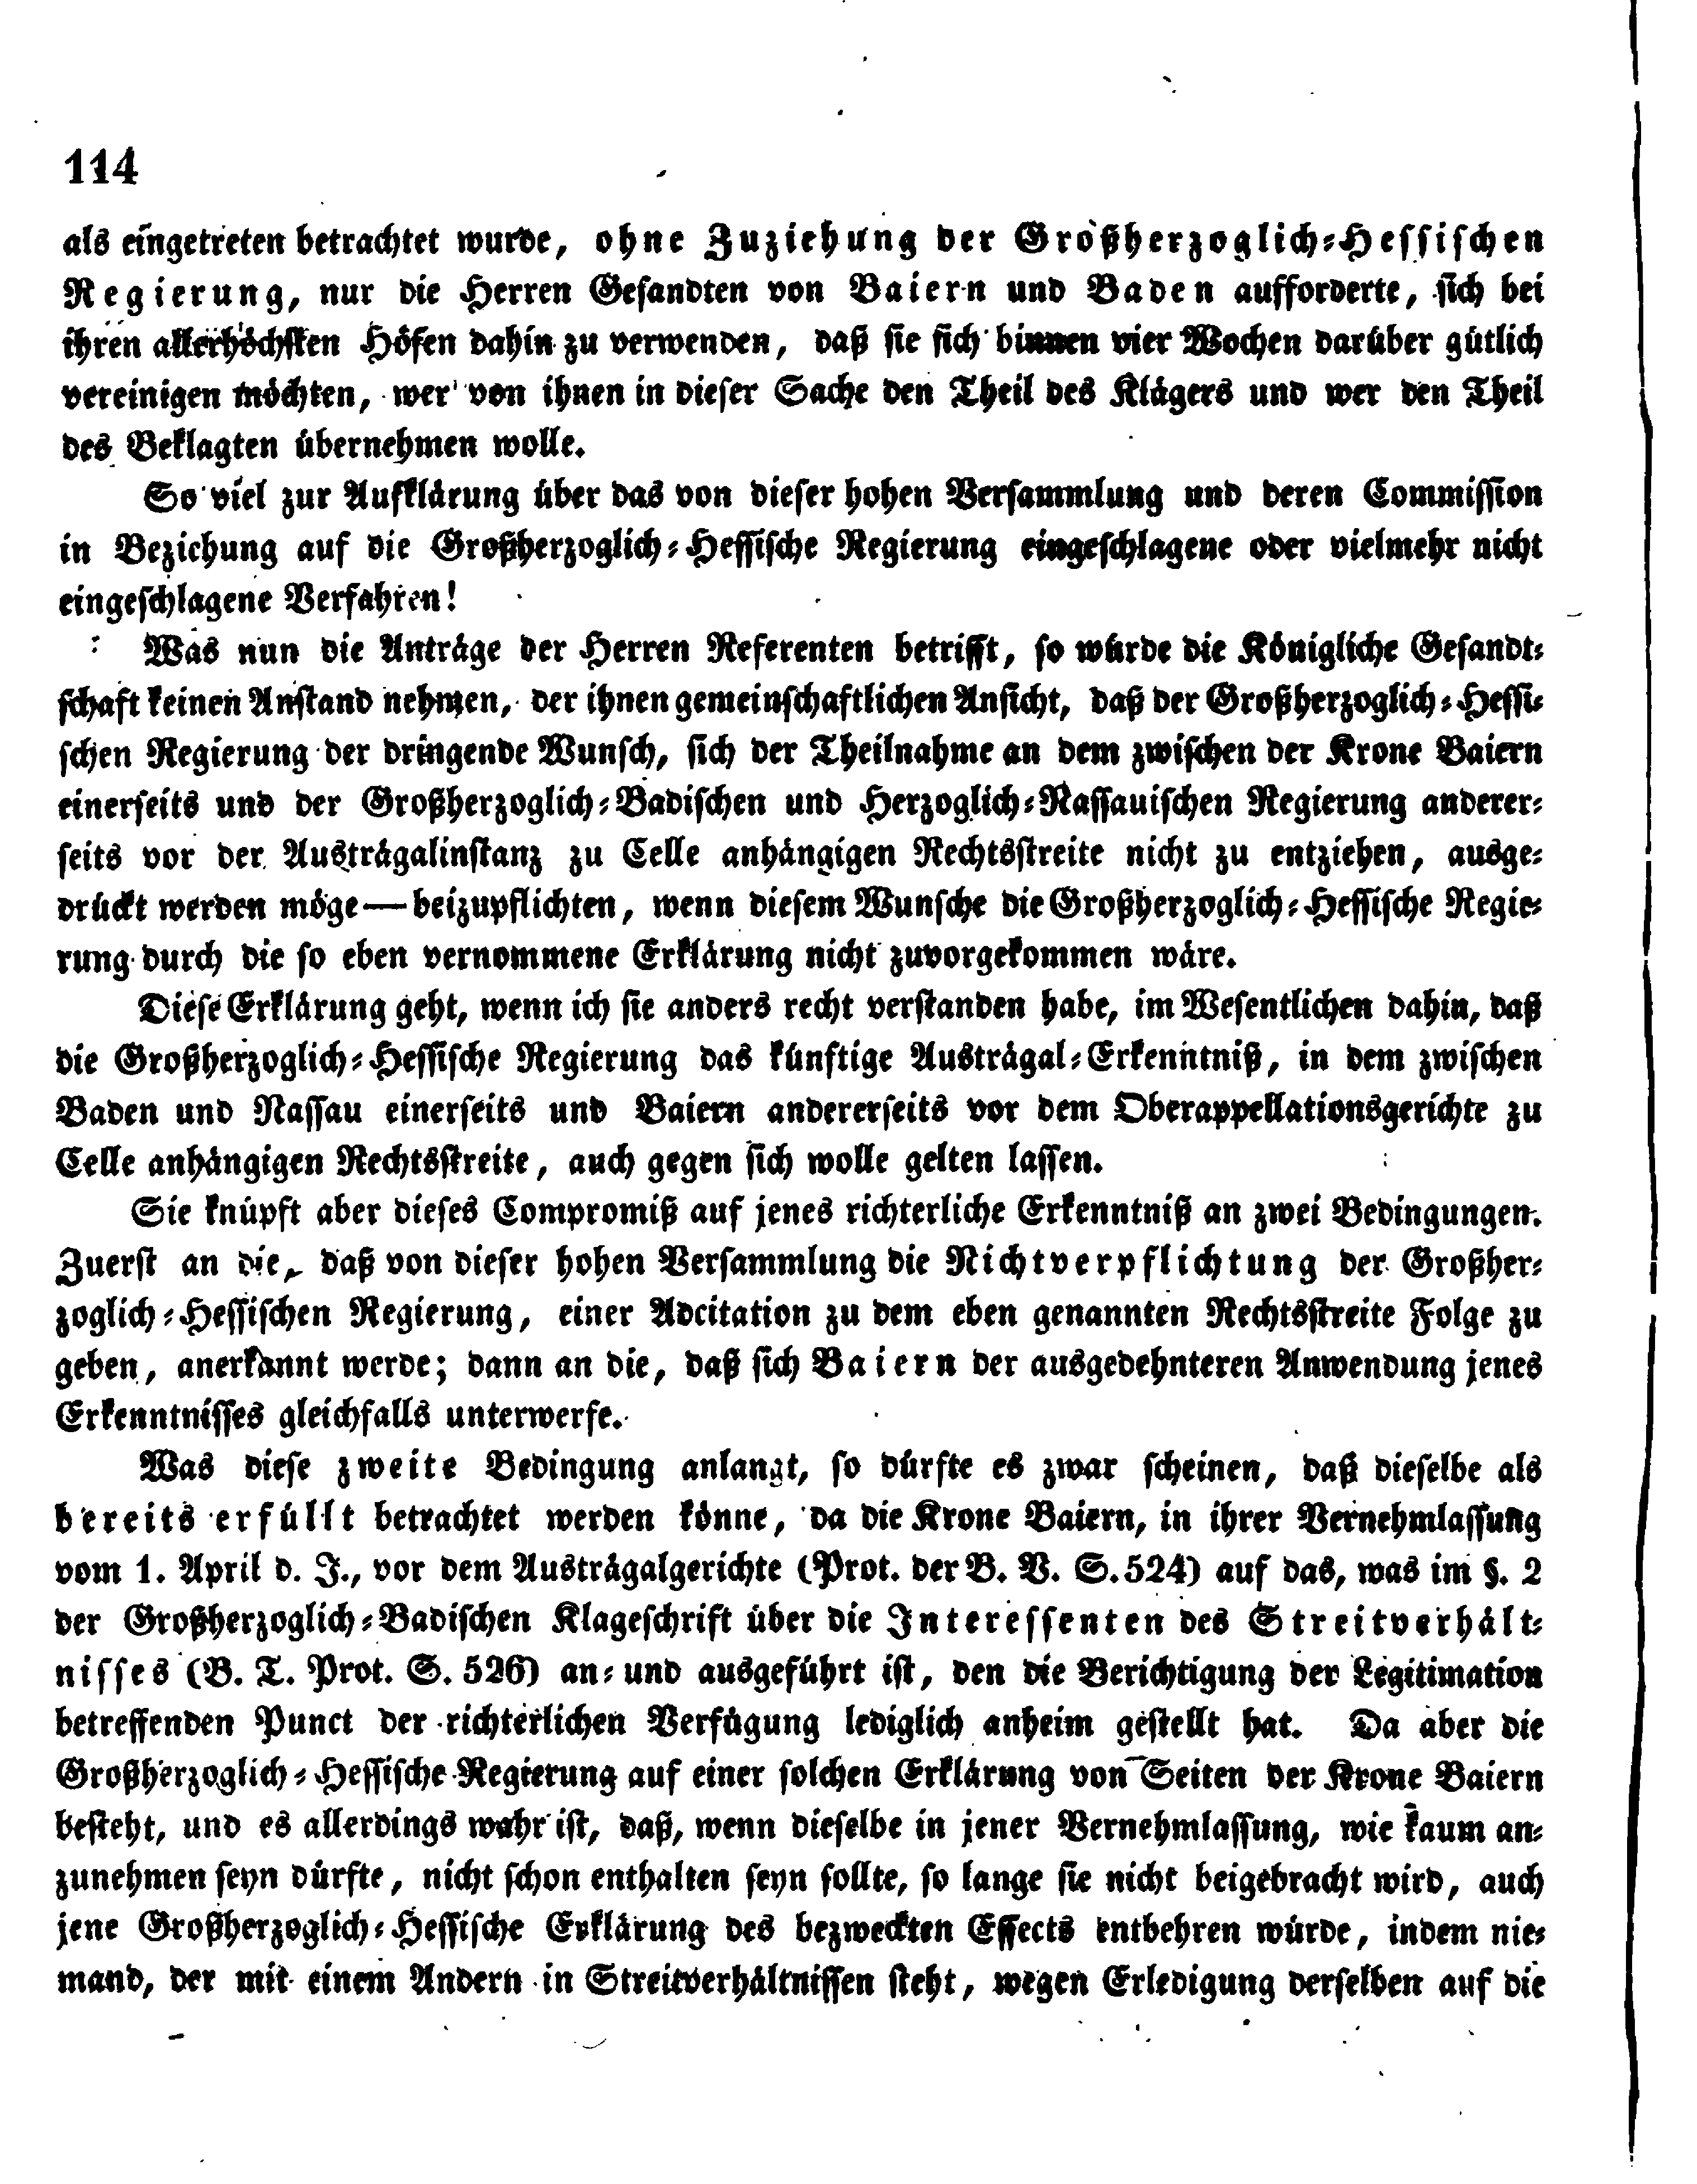 114
als eingetreten betrachtet wurde, ohne Zuziehung der Großherzoglich-Hessischen
Regierung, nur die Herren Gesandten von Baiern und Baden aufforderte, sich bei
ihren allerhöchsten Höfen dahin zu verwenden, daß sie sich binnen vier Wochen darüber gütlich
vereinigen möchten, wer von ihnen in dieser Sache den Theil des Klägers und wer den Theil
des Beklagten übernehmen wolle.
So viel zur Aufklärung über das von dieser hohen Versammlung und deren Commission
in Beziehung auf die Großherzoglich-Hessische Regierung eingeschlagene oder vielmehr nicht
eingeschlagene Verfahren!
Was nun die Anträge der Herren Referenten betrifft, so würde die Königliche Gesandt-
schaft keinen Anstand nehmen, der ihnen gemeinschaftlichen Ansicht, daß der Großherzoglich-Hessi-
schen Regierung der dringende Wunsch, sich der Theilnahme an dem zwischen der Krone Baiern
einerseits und der Großherzoglich-Badischen und Herzoglich-Nassauischen Regierung anderer-
seits vor der Austrägalinstanz zu Celle anhängigen Rechtsstreite nicht zu entziehen, ausge-
drückt werden möge — beizupflichten, wenn diesem Wunsche die Großherzoglich-Hessische Regie-
rung durch die so eben vernommene Erklärung nicht zuvorgekommen wäre.
Diese Erklärung geht, wenn ich sie anders recht verstanden habe, im Wesentlichen dahin, daß
die Großherzoglich-Hessische Regierung das künftige Austrägal-Erkenntniß, in dem zwischen
Baden und Nassau einerseits und Baiern andererseits vor dem Oberappellationsgerichte zu
Celle anhängigen Rechtsstreite, auch gegen sich wolle gelten lassen.
Sie knüpft aber dieses Compromiß auf jenes richterliche Erkenntniß an zwei Bedingungen.
Zuerst an die, daß von dieser hohen Versammlung die Nichtverpflichtung der Großher-
zoglich-Hessischen Regierung, einer Adcitation zu dem eben genannten Rechtsstreite Folge zu
geben, anerkannt werde; dann an die, daß sich Baiern der ausgedehnteren Anwendung jenes
Erkenntnisses gleichfalls unterwerfe.
Was diese zweite Bedingung anlangt, so dürfte es zwar scheinen, daß dieselbe als
bereits erfüllt betrachtet werden könne, da die Krone Baiern, in ihrer Vernehmlassung
vom 1. April d. J., vor dem Austrägalgerichte (Prot. der B. V. S. 524) auf das, was im §. 2
der Großherzoglich-Badischen Klageschrift über die Interessenten des Streitverhält-
nisses (B. T. Prot. S. 526) an- und ausgeführt ist, den die Berichtigung der Legitimation
betreffenden Punct der richterlichen Verfügung lediglich anheim gestellt hat. Da aber die
Großherzoglich-Hessische Regierung auf einer solchen Erklärung von Seiten der Krone Baiern
besteht, und es allerdings wahr ist, daß, wenn dieselbe in jener Vernehmlassung, wie kaum an-
zunehmen seyn dürfte, nicht schon enthalten seyn sollte, so lange sie nicht beigebracht wird, auch
jene Großherzoglich-Hessische Erklärung des bezweckten Effects entbehren würde, indem nie-
mand, der mit einem Andern in Streitverhältnissen steht, wegen Erledigung derselben auf die